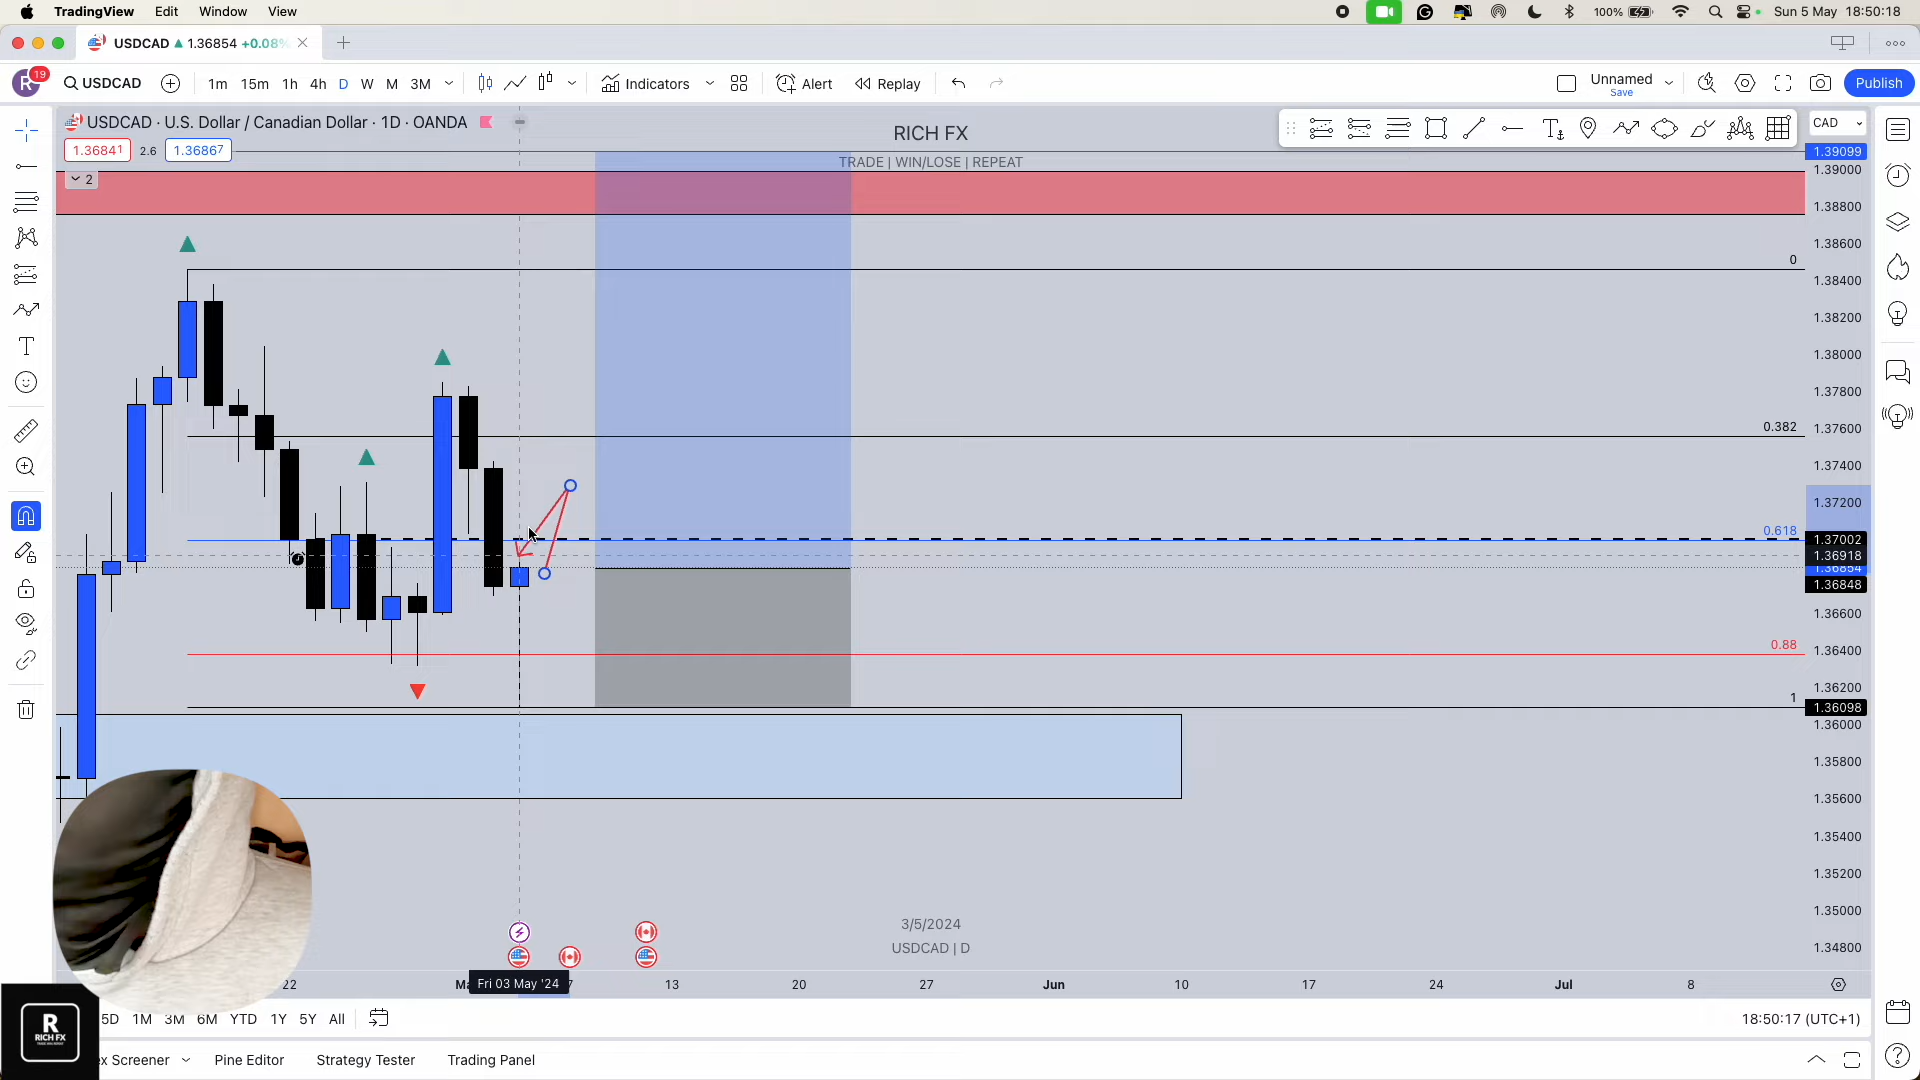 TradingView Edit Window View
100% Sun 5 May 18:50:18
USDCAD 1.36854 +0.08%
R 19 USDCAD 1m 15m 1h 4h D W M 3M Indicators Alert Replay Unnamed Save Publish
USDCAD · U.S. Dollar / Canadian Dollar · 1D · OANDA
RICH FX
CAD
1.36841 2.6 1.36867
TRADE | WIN/LOSE | REPEAT
2
1.39099
1.39000
1.38800
1.38600
0
1.38400
1.38200
1.38000
1.37800
0.382
1.37600
1.37400
1.37200
0.618
1.37002
1.36918
1.36854
1.36848
1.36600
0.88
1.36400
1.36200
1
1.36098
1.36000
1.35800
1.35600
1.35400
1.35200
1.35000
1.34800
3/5/2024
USDCAD | D
22 Fri 03 May '24 13 20 27 Jun 10 17 24 Jul 8
5D 1M 3M 6M YTD 1Y 5Y All
18:50:17 (UTC+1)
R
RICH FX
ex Screener Pine Editor Strategy Tester Trading Panel